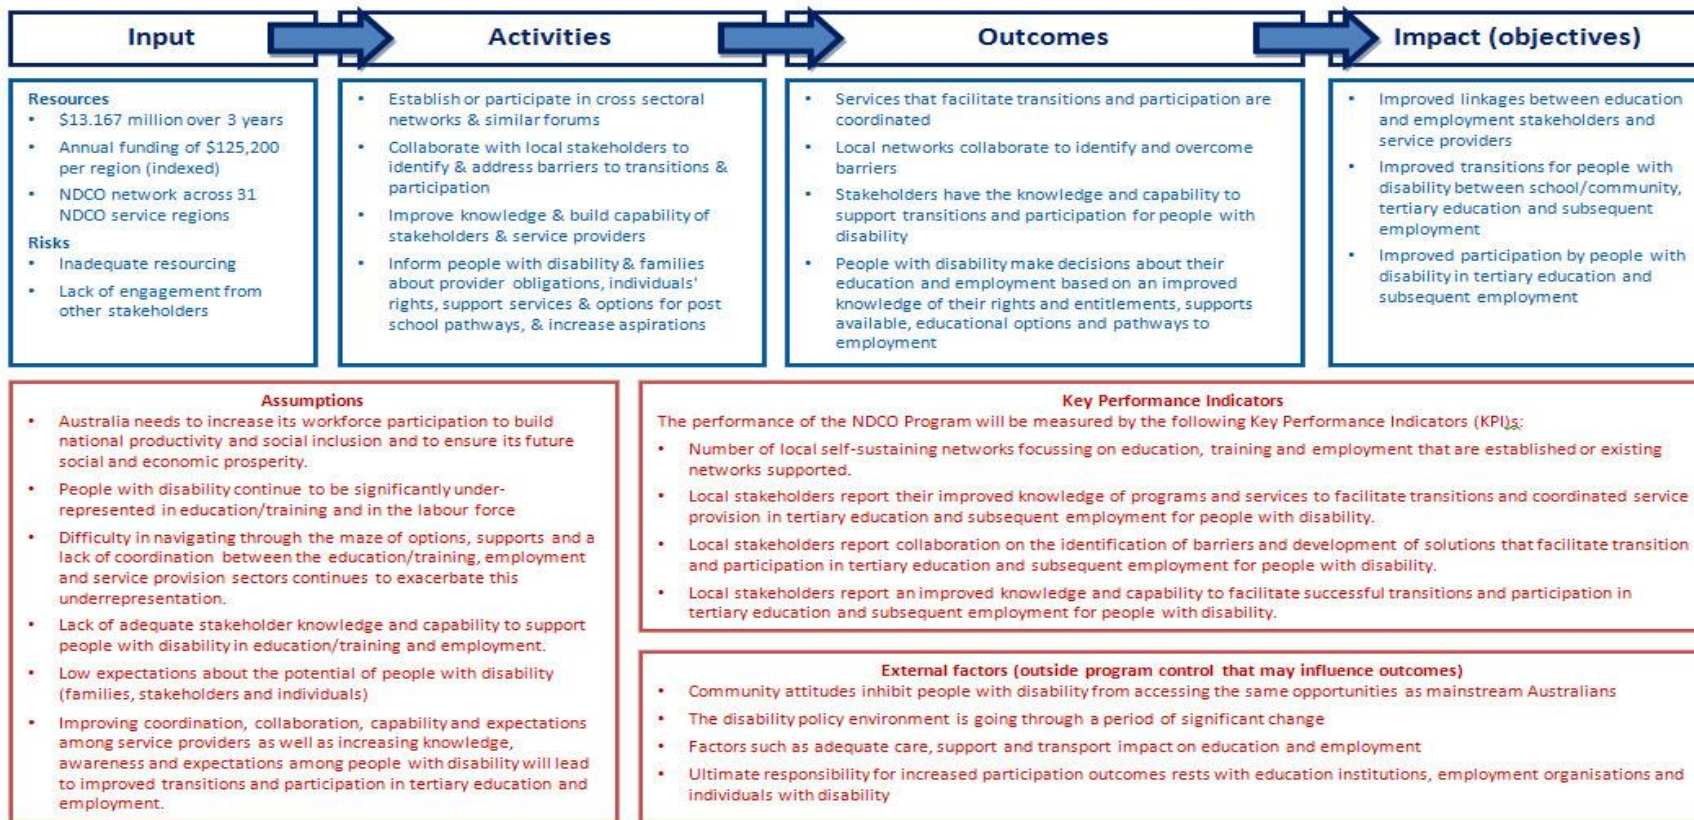 Input
Activities
Outcomes
Impact (objectives)
Resources
• $13.167 million over 3 years
• Annual funding of $125,200
per region (indexed)
• NDCO network across 31
NDCO service regions
Risks
• Inadequate resourcing
• Lack of engagement from
other stakeholders
• Establish or participate in cross sectoral
networks & similar forums
• Collaborate with local stakeholders to
identify & address barriers to transitions &
participation
• Improve knowledge & build capability of
stakeholders & service providers
• Inform people with disability & families
about provider obligations, individuals'
rights, support services & options for post
school pathways, & increase aspirations
• Services that facilitate transitions and participation are
coordinated
• Local networks collaborate to identify and overcome
barriers
• Stakeholders have the knowledge and capability to
support transitions and participation for people with
disability
• People with disability make decisions about their
education and employment based on an improved
knowledge of their rights and entitlements, supports
available, educational options and pathways to
employment
• Improved linkages between education
and employment stakeholders and
service providers
• Improved transitions for people with
disability between school/community,
tertiary education and subsequent
employment
• Improved participation by people with
disability in tertiary education and
subsequent employment
Assumptions
• Australia needs to increase its workforce participation to build
national productivity and social inclusion and to ensure its future
social and economic prosperity.
• People with disability continue to be significantly under-
represented in education/training and in the labour force
• Difficulty in navigating through the maze of options, supports and a
lack of coordination between the education/training, employment
and service provision sectors continues to exacerbate this
underrepresentation.
• Lack of adequate stakeholder knowledge and capability to support
people with disability in education/training and employment.
• Low expectations about the potential of people with disability
(families, stakeholders and individuals)
• Improving coordination, collaboration, capability and expectations
among service providers as well as increasing knowledge,
awareness and expectations among people with disability will lead
to improved transitions and participation in tertiary education and
employment.
Key Performance Indicators
The performance of the NDCO Program will be measured by the following Key Performance Indicators (KPI)s:
• Number of local self-sustaining networks focussing on education, training and employment that are established or existing
networks supported.
• Local stakeholders report their improved knowledge of programs and services to facilitate transitions and coordinated service
provision in tertiary education and subsequent employment for people with disability.
• Local stakeholders report collaboration on the identification of barriers and development of solutions that facilitate transition
and participation in tertiary education and subsequent employment for people with disability.
• Local stakeholders report an improved knowledge and capability to facilitate successful transitions and participation in
tertiary education and subsequent employment for people with disability.
External factors (outside program control that may influence outcomes)
• Community attitudes inhibit people with disability from accessing the same opportunities as mainstream Australians
• The disability policy environment is going through a period of significant change
• Factors such as adequate care, support and transport impact on education and employment
• Ultimate responsibility for increased participation outcomes rests with education institutions, employment organisations and
individuals with disability